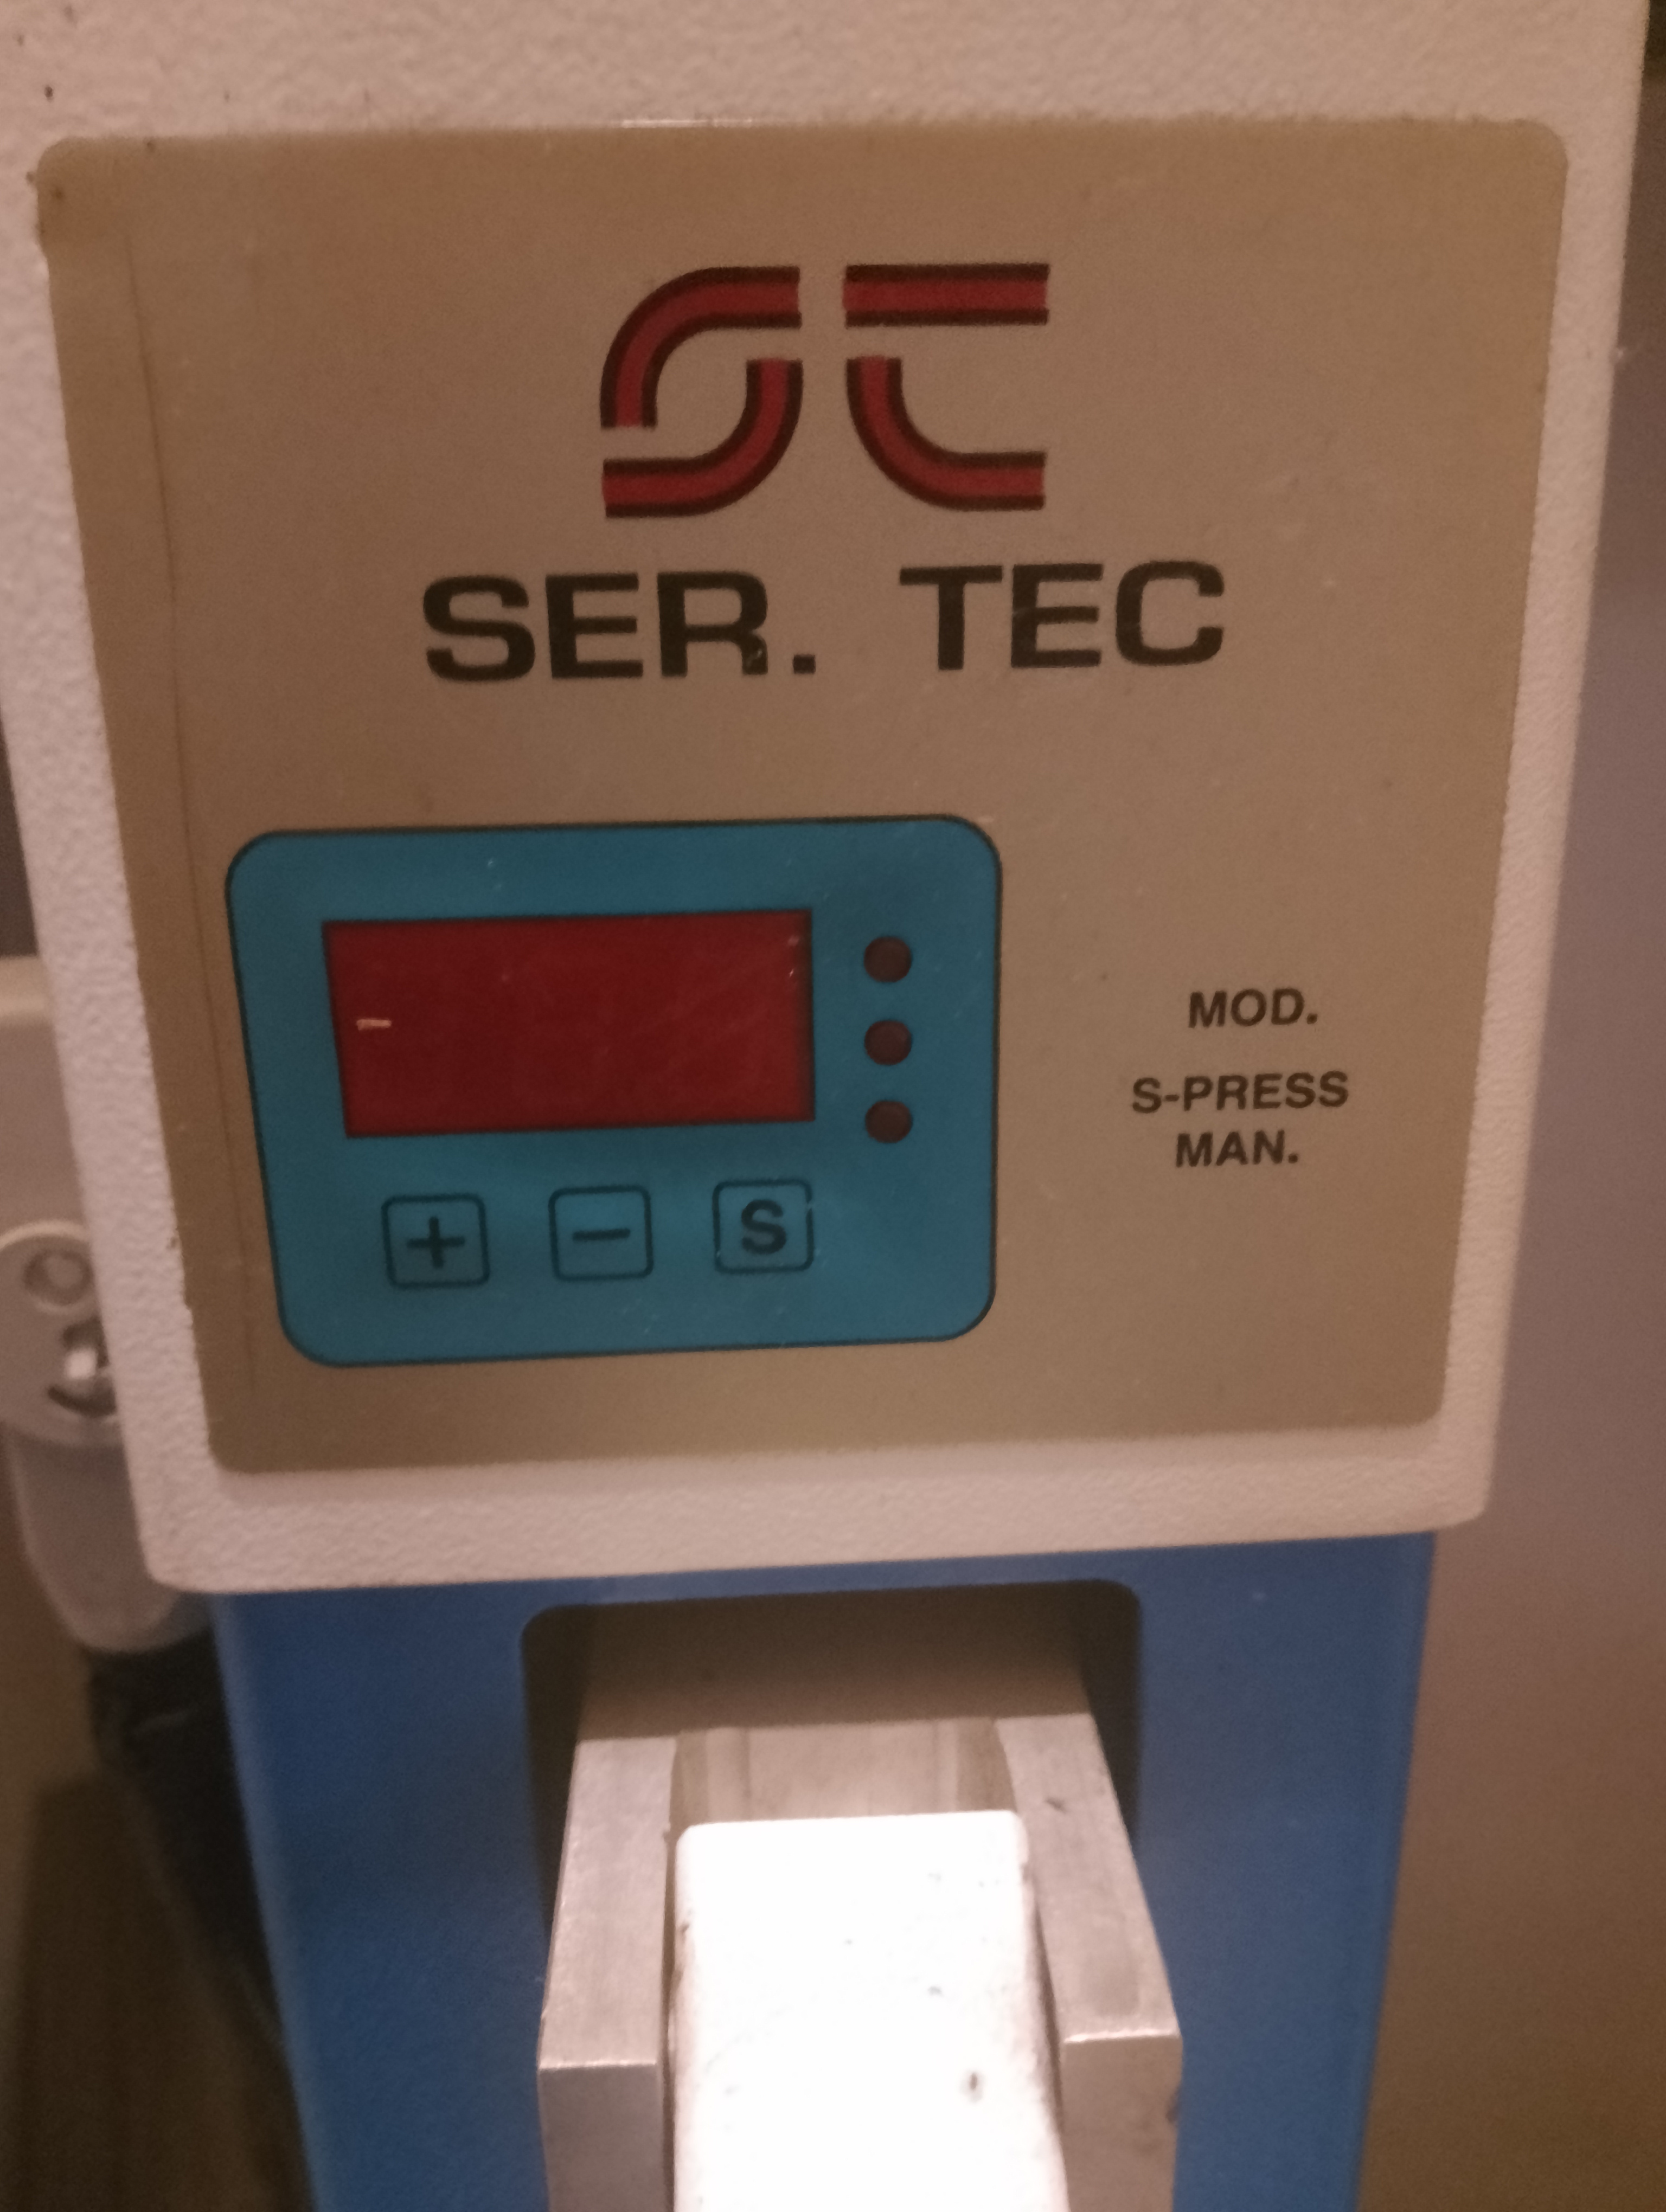 SER. TEC
MOD.
S-PRESS
MAN.
+ − S